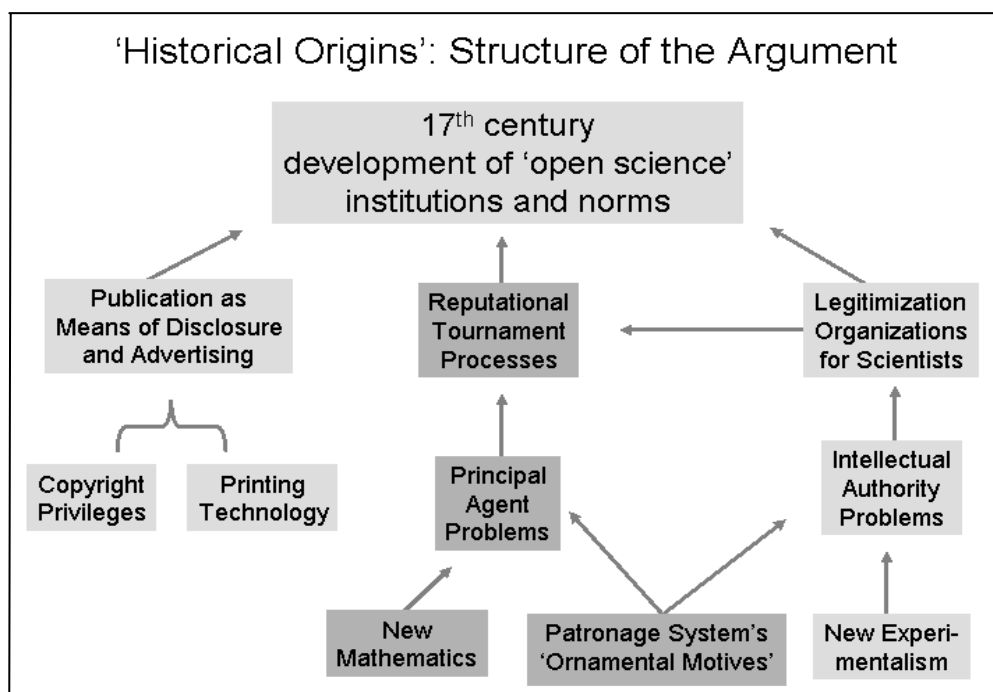 ‘Historical Origins’: Structure of the Argument
17th century
development of ‘open science’
institutions and norms
Publication as
Means of Disclosure
and Advertising
Reputational
Tournament
Processes
Legitimization
Organizations
for Scientists
Copyright
Privileges
Printing
Technology
Principal
Agent
Problems
Intellectual
Authority
Problems
New
Mathematics
Patronage System’s
‘Ornamental Motives’
New Experi-
mentalism